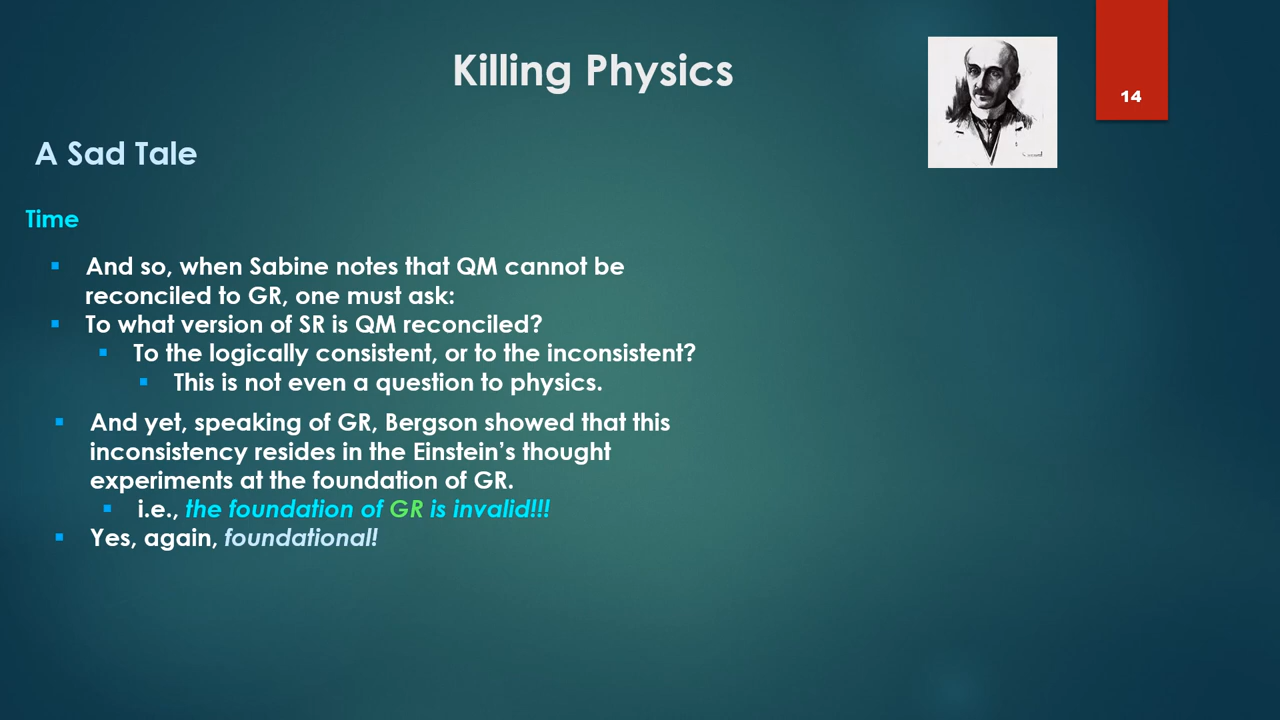 Killing Physics
14
A Sad Tale
Time
▪ And so, when Sabine notes that QM cannot be
reconciled to GR, one must ask:
▪ To what version of SR is QM reconciled?
▪ To the logically consistent, or to the inconsistent?
▪ This is not even a question to physics.
▪ And yet, speaking of GR, Bergson showed that this
inconsistency resides in the Einstein’s thought
experiments at the foundation of GR.
▪ i.e., the foundation of GR is invalid!!!
▪ Yes, again, foundational!